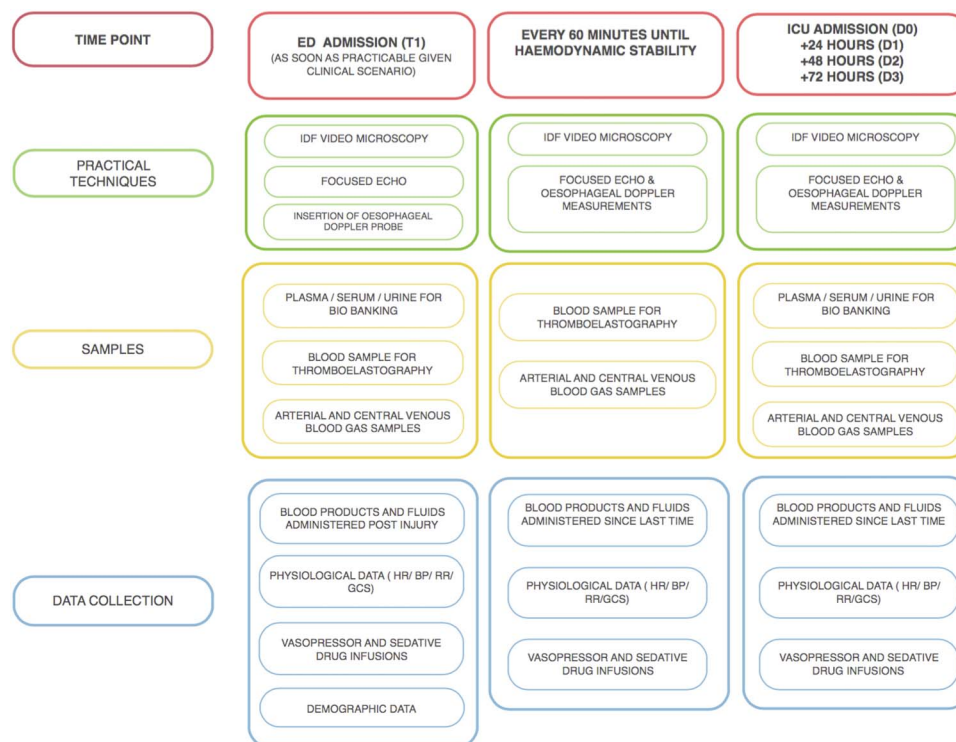 TIME POINT
ED ADMISSION (T1)
(AS SOON AS PRACTICABLE GIVEN
CLINICAL SCENARIO)
EVERY 60 MINUTES UNTIL
HAEMODYNAMIC STABILITY
ICU ADMISSION (D0)
+24 HOURS (D1)
+48 HOURS (D2)
+72 HOURS (D3)
PRACTICAL
TECHNIQUES
IDF VIDEO MICROSCOPY
FOCUSED ECHO
INSERTION OF OESOPHAGEAL
DOPPLER PROBE
IDF VIDEO MICROSCOPY
FOCUSED ECHO &
OESOPHAGEAL DOPPLER
MEASUREMENTS
IDF VIDEO MICROSCOPY
FOCUSED ECHO &
OESOPHAGEAL DOPPLER
MEASUREMENTS
SAMPLES
PLASMA / SERUM / URINE FOR
BIO BANKING
BLOOD SAMPLE FOR
THROMBOELASTOGRAPHY
ARTERIAL AND CENTRAL VENOUS
BLOOD GAS SAMPLES
BLOOD SAMPLE FOR
THROMBOELASTOGRAPHY
ARTERIAL AND CENTRAL VENOUS
BLOOD GAS SAMPLES
PLASMA / SERUM / URINE FOR
BIO BANKING
BLOOD SAMPLE FOR
THROMBOELASTOGRAPHY
ARTERIAL AND CENTRAL VENOUS
BLOOD GAS SAMPLES
DATA COLLECTION
BLOOD PRODUCTS AND FLUIDS
ADMINISTERED POST INJURY
PHYSIOLOGICAL DATA ( HR/ BP/ RR/
GCS)
VASOPRESSOR AND SEDATIVE
DRUG INFUSIONS
DEMOGRAPHIC DATA
BLOOD PRODUCTS AND FLUIDS
ADMINISTERED SINCE LAST TIME
PHYSIOLOGICAL DATA ( HR/ BP/
RR/GCS)
VASOPRESSOR AND SEDATIVE
DRUG INFUSIONS
BLOOD PRODUCTS AND FLUIDS
ADMINISTERED SINCE LAST TIME
PHYSIOLOGICAL DATA ( HR/ BP/
RR/GCS)
VASOPRESSOR AND SEDATIVE
DRUG INFUSIONS